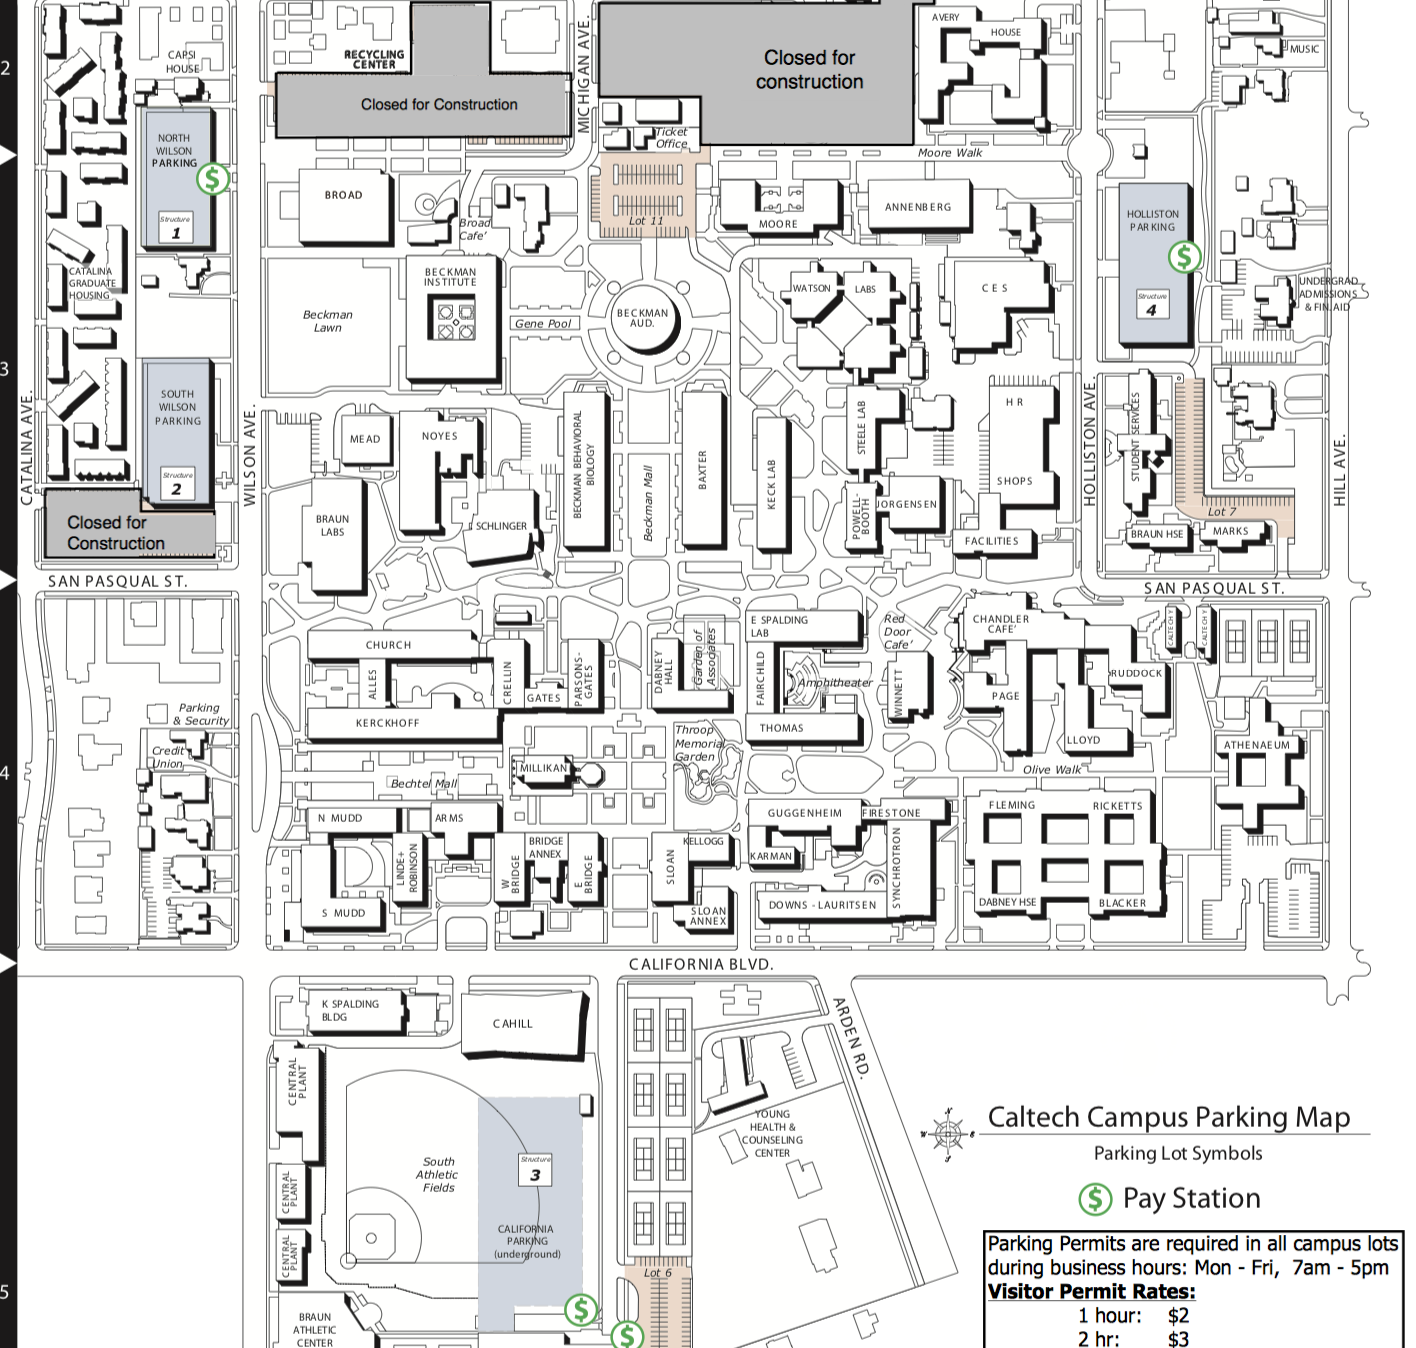 2
3
4
5
CAPSI
HOUSE
RECYCLING
CENTER
Closed for Construction
MICHIGAN AVE.
Closed for
construction
AVERY
HOUSE
MUSIC
NORTH
WILSON
PARKING
$
Structure
1
Ticket
Office
Moore Walk
BROAD
Broad
Cafe'
Lot 11
MOORE
ANNENBERG
HOLLISTON
PARKING
$
Structure
4
CATALINA
GRADUATE
HOUSING
BECKMAN
INSTITUTE
Beckman
Lawn
Gene Pool
BECKMAN
AUD.
WATSON
LABS
C E S
UNDERGRAD
ADMISSIONS
& FIN.AID
SOUTH
WILSON
PARKING
Structure
2
CATALINA AVE.
WILSON AVE.
MEAD
NOYES
BECKMAN BEHAVIORAL
BIOLOGY
Beckman Mall
BAXTER
KECK LAB
STEELE LAB
H R
SHOPS
HOLLISTON AVE.
STUDENT SERVICES
HILL AVE.
Closed for
Construction
BRAUN
LABS
SCHLINGER
POWELL-
BOOTH
JORGENSEN
FACILITIES
Lot 7
BRAUN HSE
MARKS
SAN PASQUAL ST.
SAN PASQUAL ST.
CHURCH
ALLES
CRELLIN
GATES
PARSONS-
GATES
KERCKHOFF
DABNEY
HALL
Garden of
Associates
E SPALDING
LAB
FAIRCHILD
Amphitheater
THOMAS
Red
Door
Cafe'
WINNETT
CHANDLER
CAFE'
PAGE
RUDDOCK
LLOYD
CALTECH Y
CALTECH Y
Parking
& Security
Credit
Union
Throop
Memorial
Garden
MILLIKAN
Bechtel Mall
Olive Walk
ATHENAEUM
N MUDD
ARMS
LINDE+
ROBINSON
S MUDD
W
BRIDGE
BRIDGE
ANNEX
E
BRIDGE
SLOAN
KELLOGG
SLOAN
ANNEX
GUGGENHEIM
FIRESTONE
KARMAN
SYNCHROTRON
DOWNS - LAURITSEN
FLEMING
RICKETTS
DABNEY HSE
BLACKER
CALIFORNIA BLVD.
K SPALDING
BLDG
CAHILL
ARDEN RD.
CENTRAL
PLANT
CENTRAL
PLANT
CENTRAL
PLANT
South
Athletic
Fields
Structure
3
CALIFORNIA
PARKING
(underground)
YOUNG
HEALTH &
COUNSELING
CENTER
Lot 6
$
$
BRAUN
ATHLETIC
CENTER
N
W E
S
Caltech Campus Parking Map
Parking Lot Symbols
$ Pay Station
Parking Permits are required in all campus lots
during business hours: Mon - Fri, 7am - 5pm
Visitor Permit Rates:
1 hour: $2
2 hr: $3